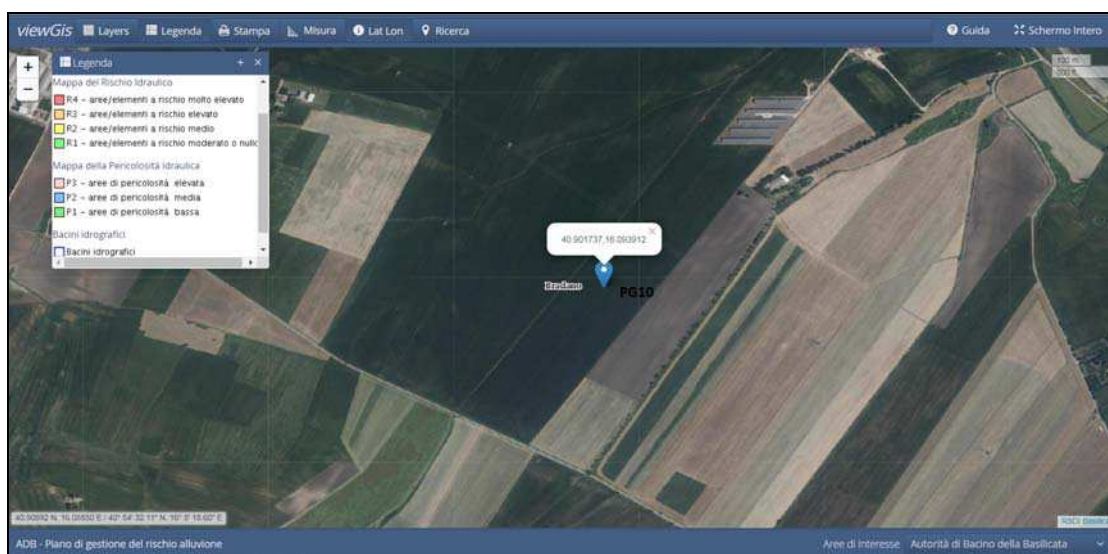 viewGis Layers Legenda Stampa Misura Lat Lon Ricerca Guida Schermo Intero
Legenda
Mappa del Rischio Idraulico
R4 – aree/elementi a rischio molto elevato
R3 – aree/elementi a rischio elevato
R2 – aree/elementi a rischio medio
R1 – aree/elementi a rischio moderato o nullo
Mappa della Pericolosità Idraulica
P3 – aree di pericolosità elevata
P2 – aree di pericolosità media
P1 – aree di pericolosità bassa
Bacini idrografici
Bacini idrografici
100 m
500 ft
40.901737,16.093912
Bradano
PG10
ADB - Piano di gestione del rischio alluvione
Aree di Interesse Autorità di Bacino della Basilicata